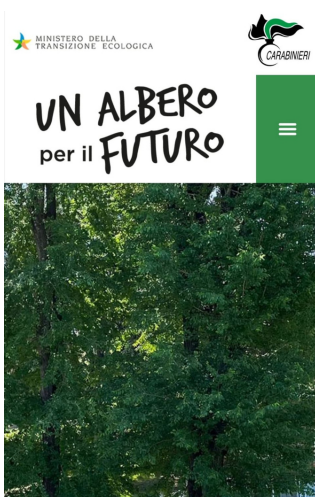 MINISTERO DELLA
TRANSIZIONE ECOLOGICA
CARABINIERI
UN ALBERO
per il FUTURO